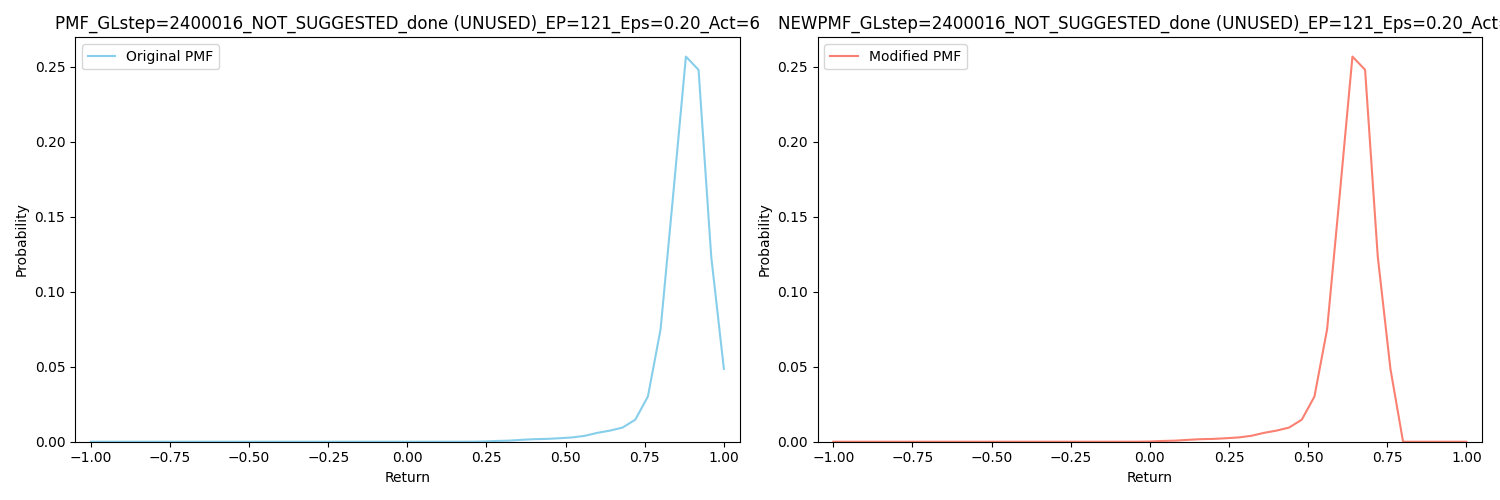 PMF_GLstep=2400016_NOT_SUGGESTED_done (UNUSED)_EP=121_Eps=0.20_Act=6
Original PMF
0.25
0.20
0.15
0.10
0.05
0.00
Probability
−1.00 −0.75 −0.50 −0.25 0.00 0.25 0.50 0.75 1.00
Return
NEWPMF_GLstep=2400016_NOT_SUGGESTED_done (UNUSED)_EP=121_Eps=0.20_Act=
Modified PMF
0.25
0.20
0.15
0.10
0.05
0.00
Probability
−1.00 −0.75 −0.50 −0.25 0.00 0.25 0.50 0.75 1.00
Return